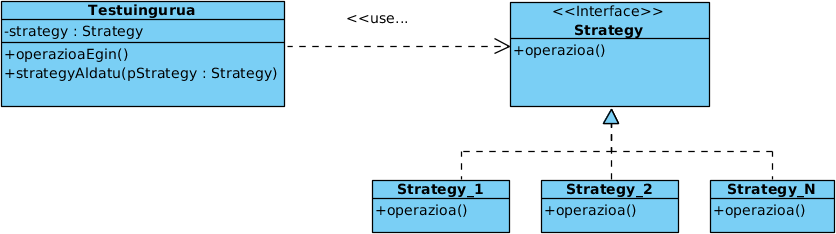 Testuingurua
-strategy : Strategy
+operazioaEgin()
+strategyAldatu(pStrategy : Strategy)
<<use...
<<Interface>>
Strategy
+operazioa()
Strategy_1
+operazioa()
Strategy_2
+operazioa()
Strategy_N
+operazioa()